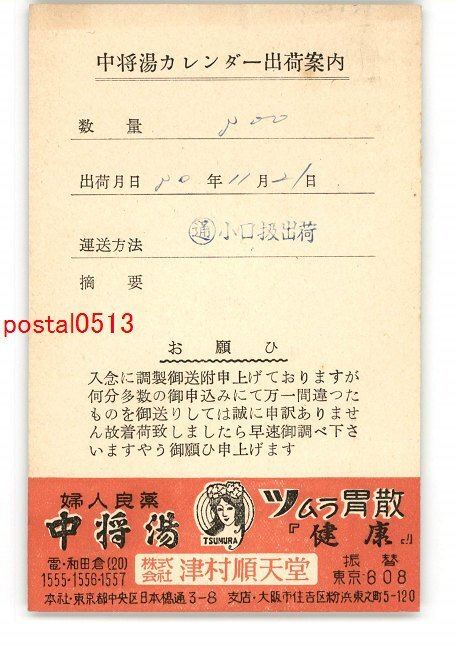 中将湯カレンダー出荷案内
数量 500
出荷月日 30年11月21日
運送方法 通 小口扱出荷
摘要
postal0513
お願ひ
入念に調製御送附申上げておりますが
何分多数の御申込みにて万一間違つた
ものを御送りしては誠に申訳ありませ
ん故着荷致しましたら早速御調べ下さ
いますやう御願ひ申上げます
婦人良薬
中将湯
TSUMURA
ツムラ胃散
『健康』
電・和田倉(20)
1555・1556・1557
株式会社 津村順天堂
振替
東京608
本社・東京都中央区日本橋通3-8 支店・大阪市住吉区粉浜東之町5-120